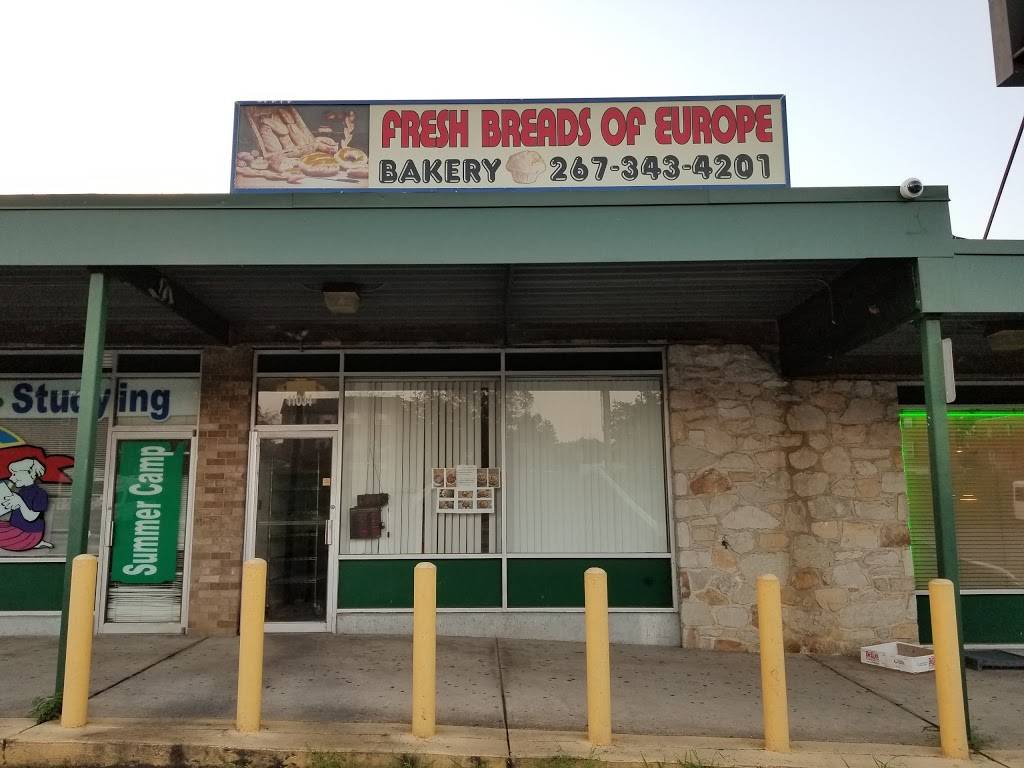 FRESH BREADS OF EUROPE
BAKERY 267-343-4201
Studying
Summer Camp